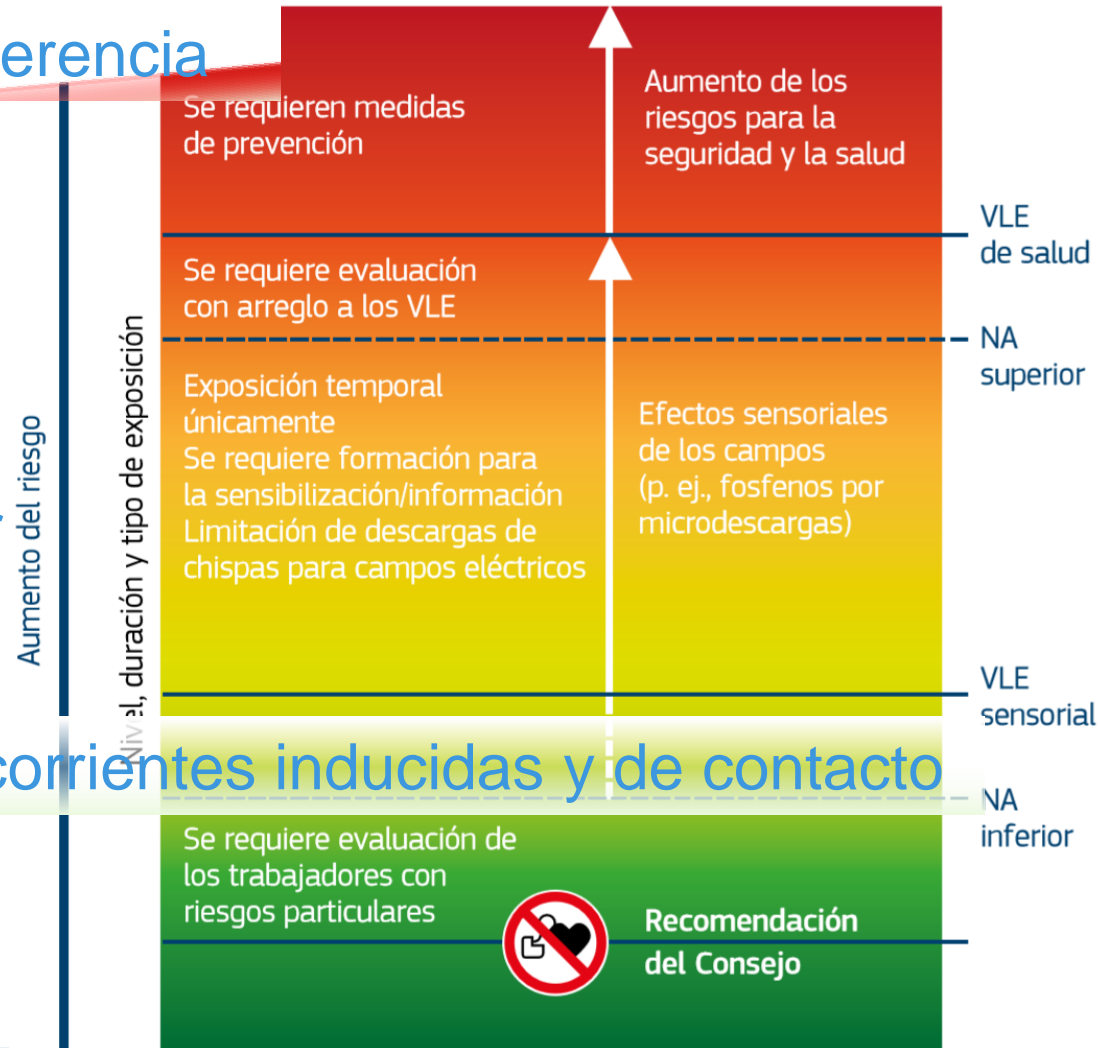 erencia
Se requieren medidas
de prevención
Aumento de los
riesgos para la
seguridad y la salud
VLE
de salud
Se requiere evaluación
con arreglo a los VLE
NA
superior
Exposición temporal
únicamente
Se requiere formación para
la sensibilización/información
Limitación de descargas de
chispas para campos eléctricos
Efectos sensoriales
de los campos
(p. ej., fosfenos por
microdescargas)
Aumento del riesgo
Nivel, duración y tipo de exposición
VLE
sensorial
corrientes inducidas y de contacto
NA
inferior
Se requiere evaluación de
los trabajadores con
riesgos particulares
Recomendación
del Consejo